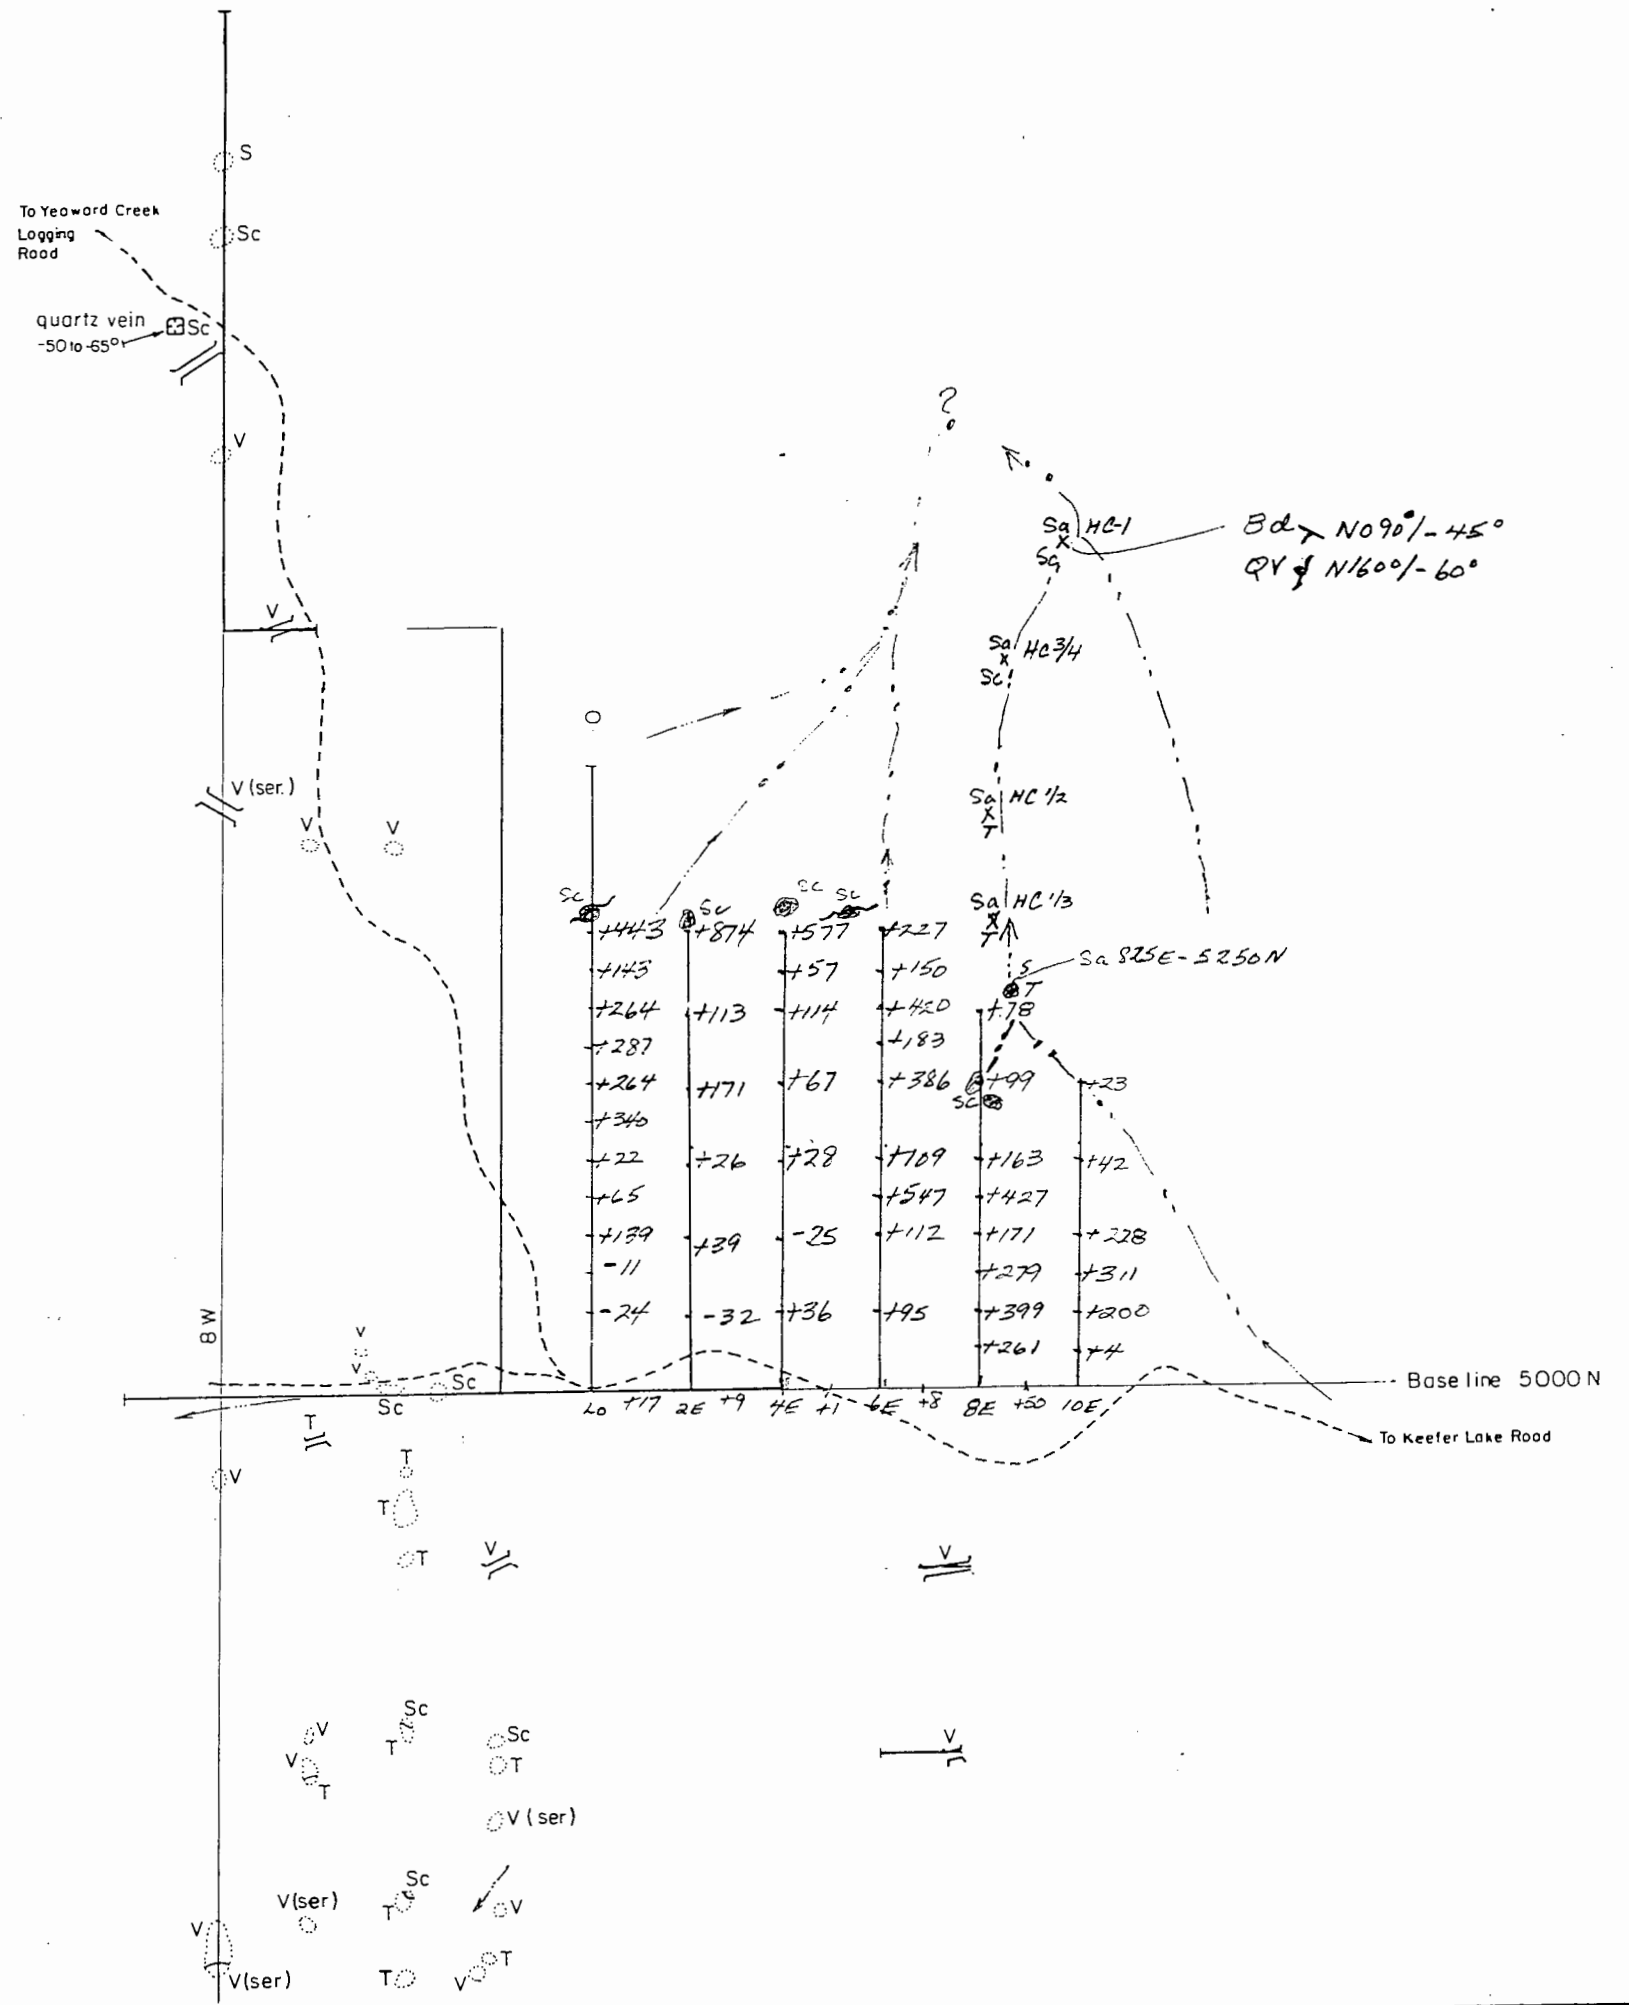 S
To Yeoward Creek
Logging
Road
Sc
quartz vein
-50 to -65°
Sc
V
?
Sa HC-1
Sa
Bd N090°/-45°
QV N160°/-60°
V
Sa HC 3/4
Sc
O
V (ser.)
V
V
Sa HC 1/2
T
Sc
Sc
Sc
Sc
Sa HC 1/3
T
+443 +874 +577 +227
Sa 825E-5250N
S
T
+143 +57 +150
+264 +113 +114 +420 +78
+287 +183
+264 +171 +67 +386 +99 +23
Sc
+340
+22 +26 +28 +109 +163 +42
+65 +547 +427
+139 +39 -25 +112 +171 +228
-11 +279 +311
-24 -32 +36 +95 +399 +200
+261 +4
8W
V
V
Sc
Sc
Base line 5000N
L0 +17 2E +9 4E +1 6E +8 8E +50 10E
To Keefer Lake Road
T
V
T
T
T
V
V
Sc
V
T
Sc
V
T
T
V
V (ser)
Sc
V(ser)
T
V
V
T
V(ser)
T
V